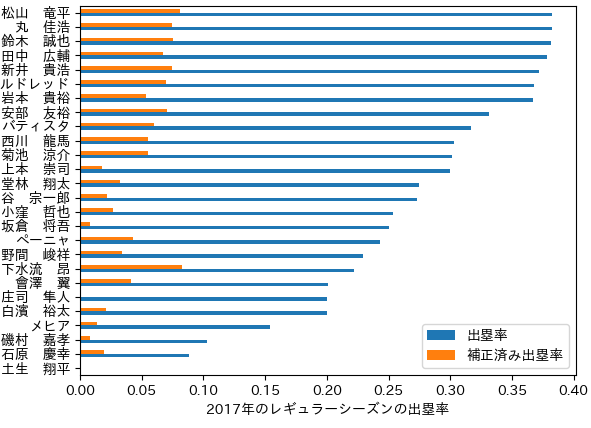 松山　竜平
丸　佳浩
鈴木　誠也
田中　広輔
新井　貴浩
ルドレッド
岩本　貴裕
安部　友裕
バティスタ
西川　龍馬
菊池　涼介
上本　崇司
堂林　翔太
谷　宗一郎
小窪　哲也
坂倉　将吾
ペーニャ
野間　峻祥
下水流　昂
會澤　翼
庄司　隼人
白濱　裕太
メヒア
磯村　嘉孝
石原　慶幸
土生　翔平
出塁率
補正済み出塁率
0.00 0.05 0.10 0.15 0.20 0.25 0.30 0.35 0.40
2017年のレギュラーシーズンの出塁率